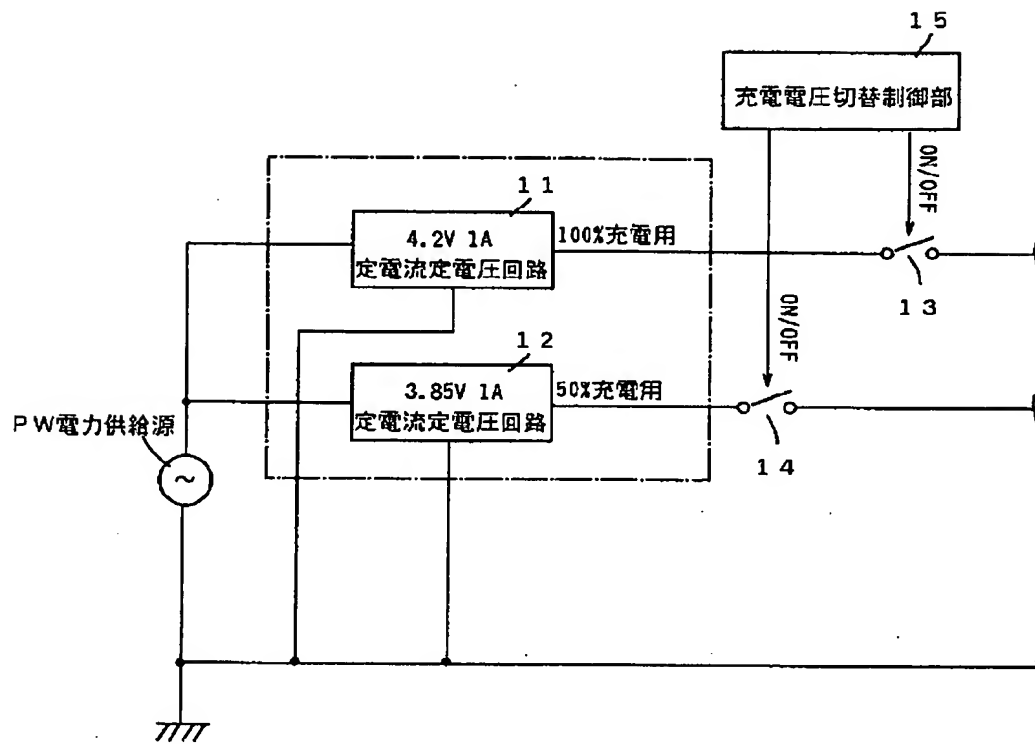 15
充電電圧切替制御部
ON/OFF
11
4.2V 1A
定電流定電圧回路
100%充電用
13
ON/OFF
12
3.85V 1A
定電流定電圧回路
50%充電用
14
PW電力供給源
~